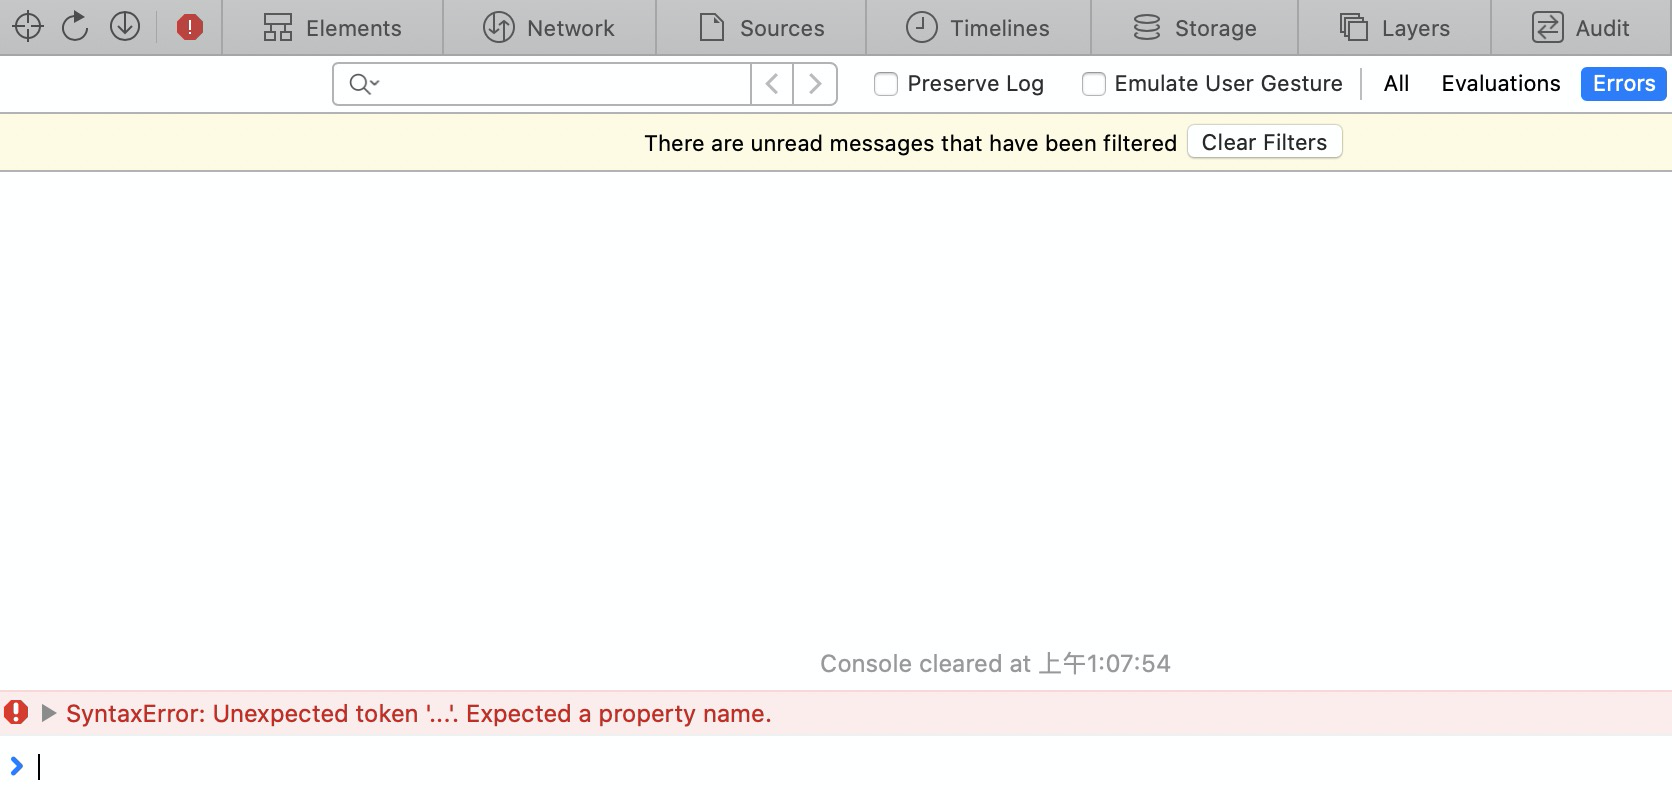 Elements Network Sources Timelines Storage Layers Audit
Preserve Log Emulate User Gesture All Evaluations Errors
There are unread messages that have been filtered Clear Filters
Console cleared at 上午1:07:54
SyntaxError: Unexpected token '...'. Expected a property name.